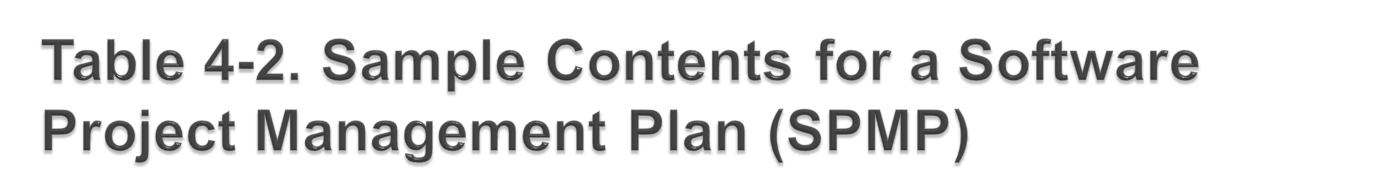 Table 4-2. Sample Contents for a Software
Project Management Plan (SPMP)